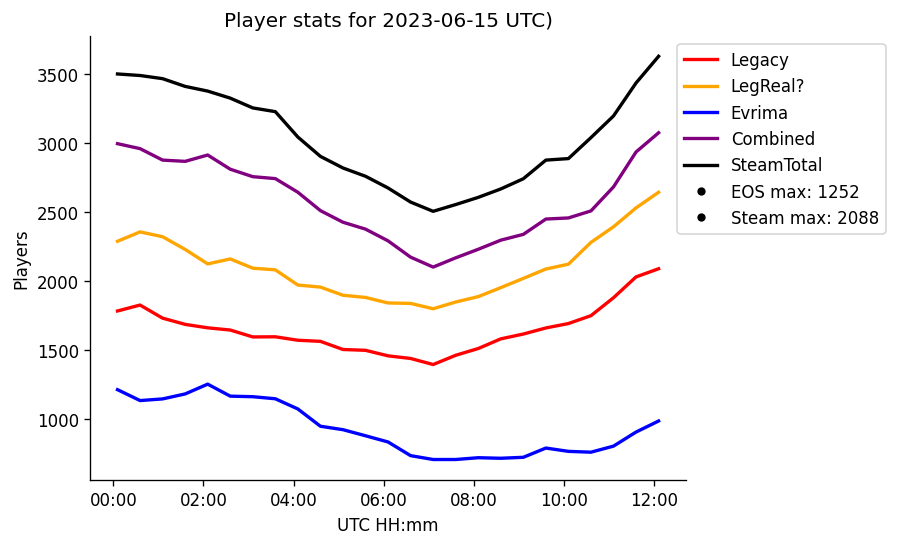 Player stats for 2023-06-15 UTC)
Legacy
LegReal?
Evrima
Combined
SteamTotal
EOS max: 1252
Steam max: 2088
Players
3500
3000
2500
2000
1500
1000
00:00 02:00 04:00 06:00 08:00 10:00 12:00
UTC HH:mm